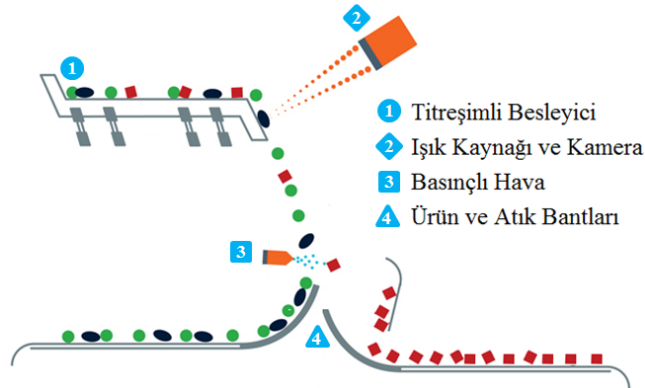 2
1
1 Titreşimli Besleyici
2 Işık Kaynağı ve Kamera
3 Basınçlı Hava
4 Ürün ve Atık Bantları
3
4